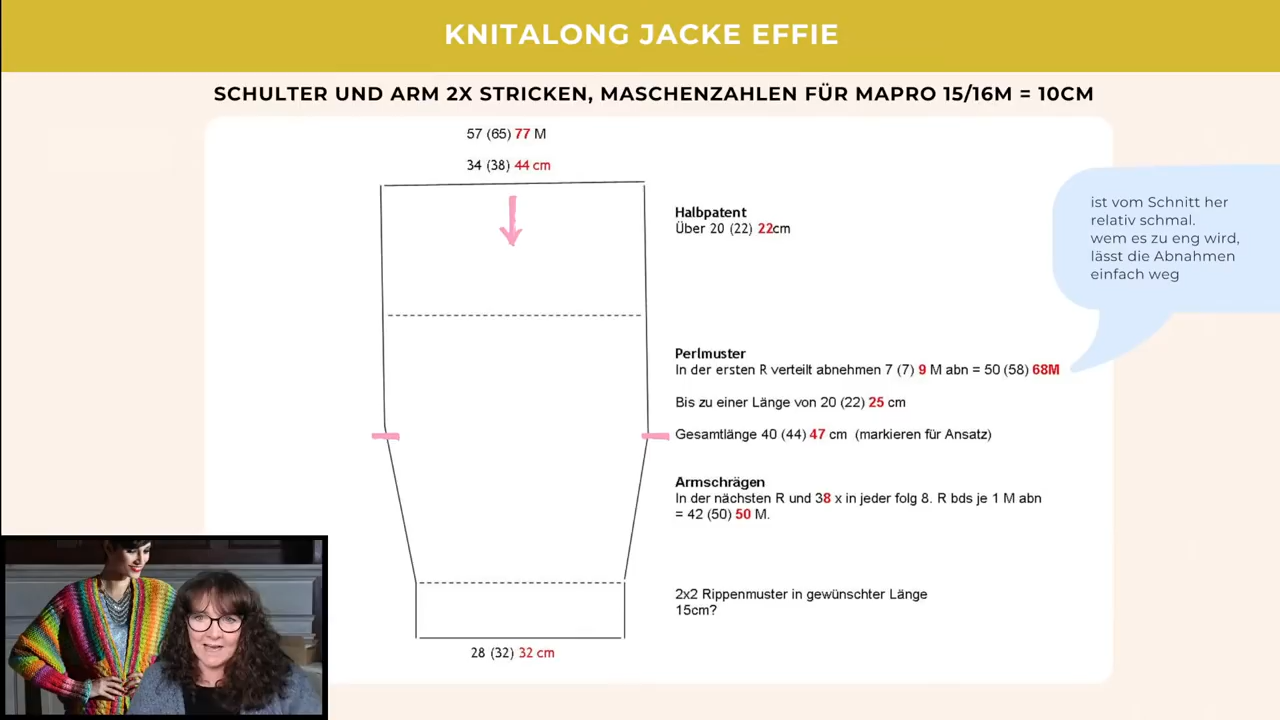 KNITALONG JACKE EFFIE
SCHULTER UND ARM 2X STRICKEN, MASCHENZAHLEN FÜR MAPRO 15/16M = 10CM
57 (65) 77 M
34 (38) 44 cm
Halbpatent
Über 20 (22) 22cm
ist vom Schnitt her
relativ schmal.
wem es zu eng wird,
lässt die Abnahmen
einfach weg
Perlmuster
In der ersten R verteilt abnehmen 7 (7) 9 M abn = 50 (58) 68M
Bis zu einer Länge von 20 (22) 25 cm
Gesamtlänge 40 (44) 47 cm (markieren für Ansatz)
Armschrägen
In der nächsten R und 38 x in jeder folg 8. R bds je 1 M abn
= 42 (50) 50 M.
2x2 Rippenmuster in gewünschter Länge
15cm?
28 (32) 32 cm